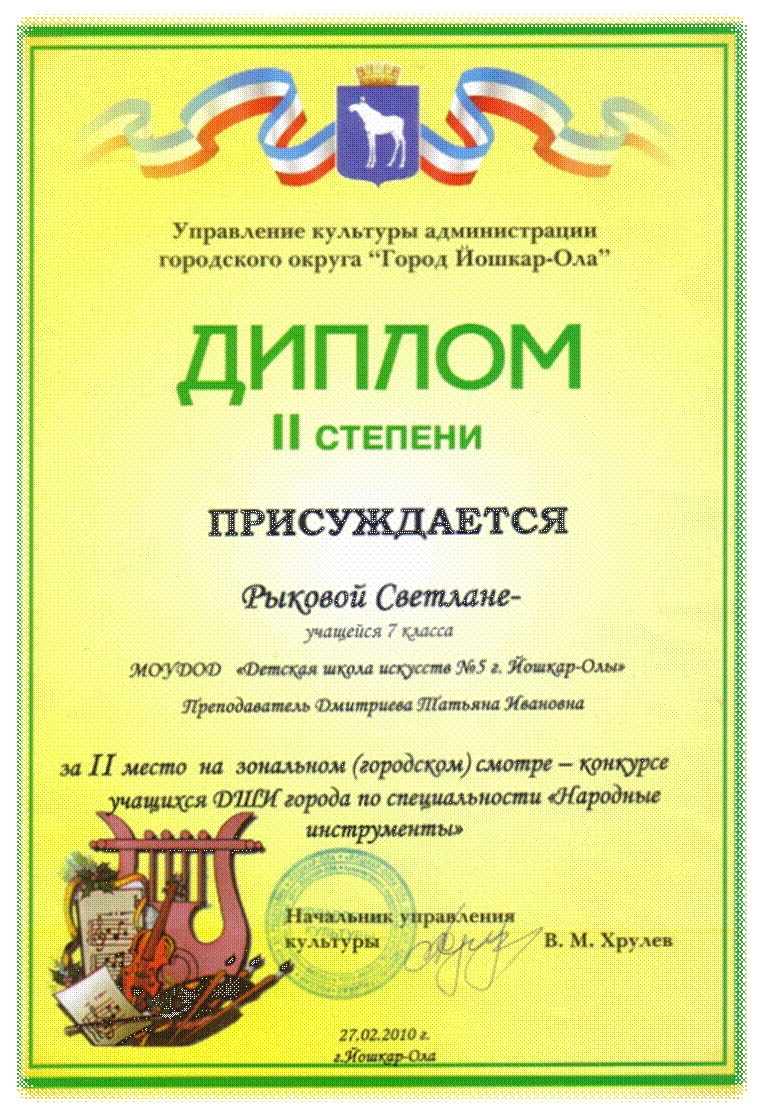 Управление культуры администрации
городского округа “Город Йошкар-Ола”
ДИПЛОМ
II СТЕПЕНИ
ПРИСУЖДАЕТСЯ
Рыковой Светлане-
учащейся 7 класса
МОУДОД «Детская школа искусств №5 г. Йошкар-Олы»
Преподаватель Дмитриева Татьяна Ивановна
за II место на зональном (городском) смотре – конкурсе
учащихся ДШИ города по специальности «Народные
инструменты»
Начальник управления
культуры В. М. Хрулев
27.02.2010 г.
г.Йошкар-Ола